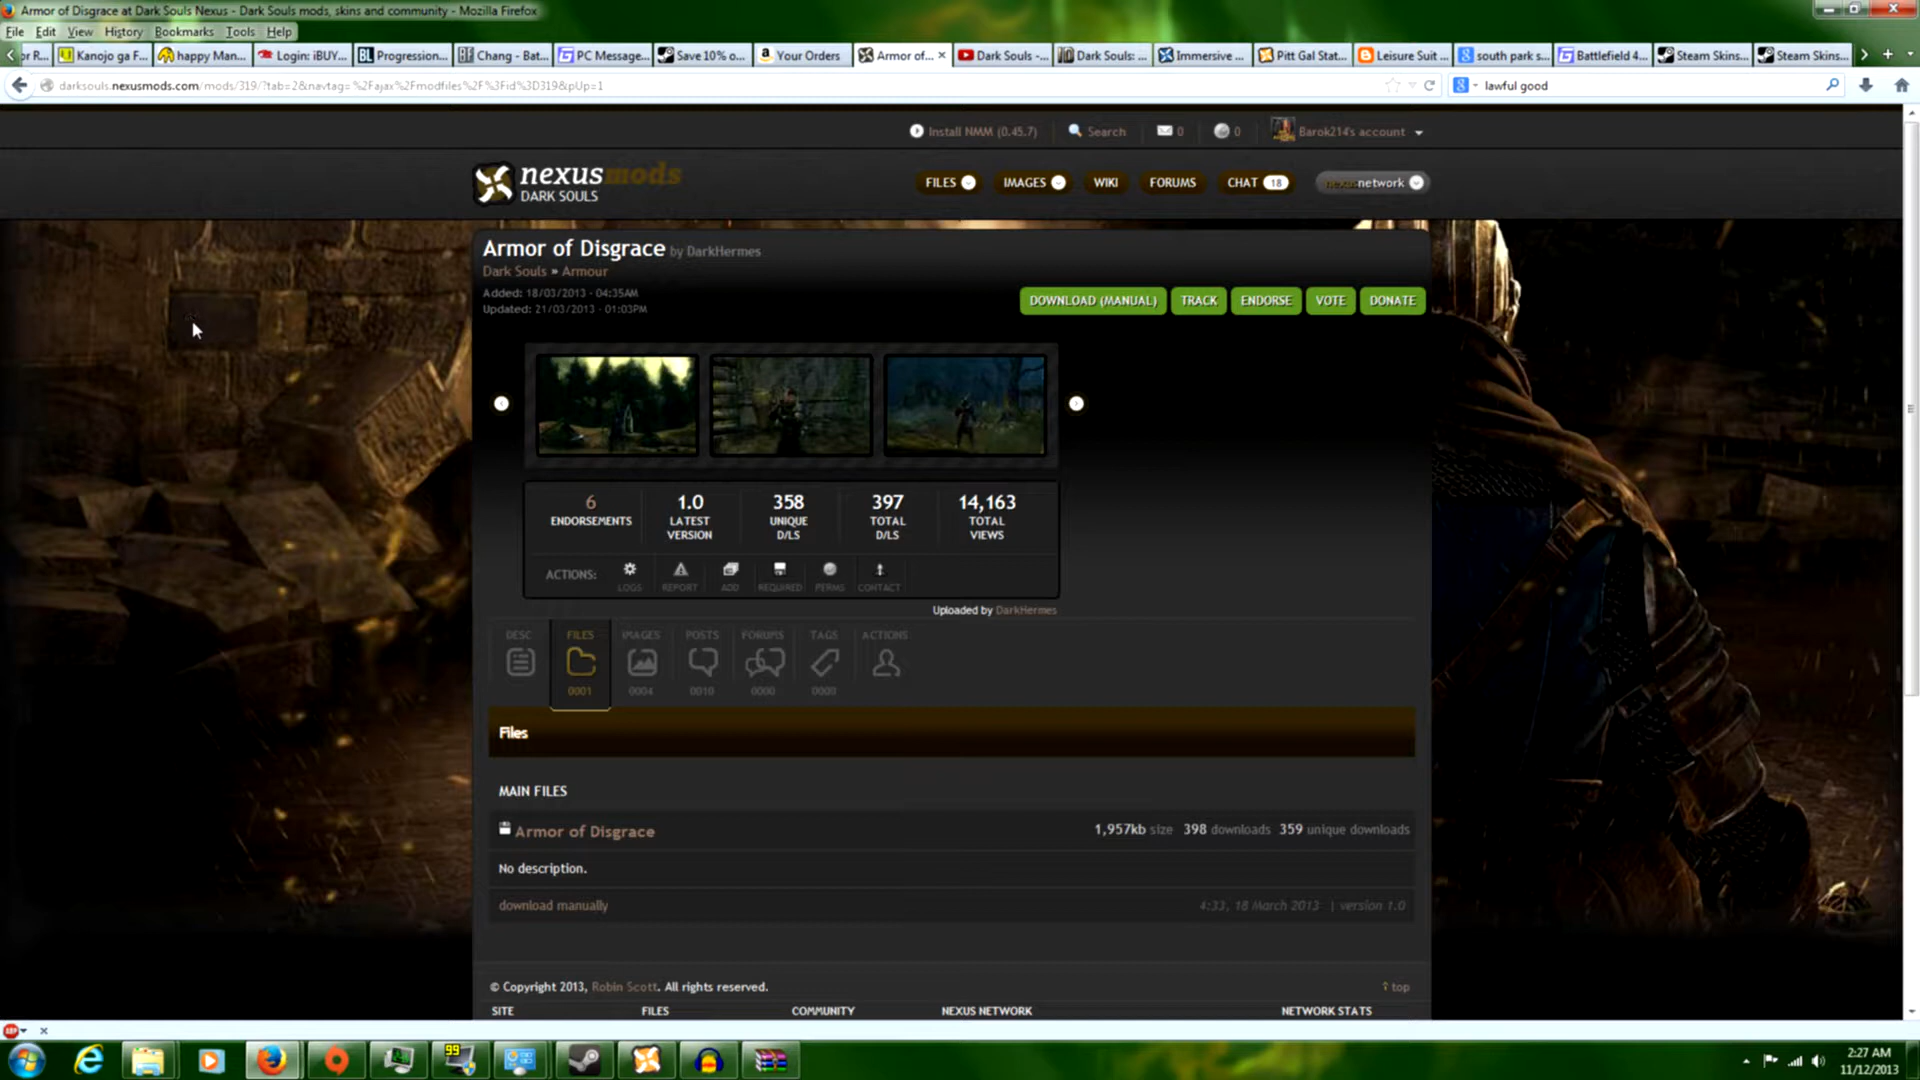 Armor of Disgrace at Dark Souls Nexus - Dark Souls mods, skins and community - Mozilla Firefox
File Edit View History Bookmarks Tools Help
or R... Kanojo ga F... happy Man... Login: iBUY... Progression... Chang - Bat... PC Message... Save 10% o... Your Orders Armor of... Dark Souls -... Dark Souls: ... Immersive ... Pitt Gal Stat... Leisure Suit ... south park s... Battlefield 4... Steam Skins... Steam Skins...
darksouls.nexusmods.com/mods/319/?tab=2&navtag=%2Fajax%2Fmodfiles%2F%3Fid%3D319&pUp=1
lawful good
Install NMM (0.45.7) Search 0 0 Barok214's account
nexusmods
DARK SOULS
FILES IMAGES WIKI FORUMS CHAT 18 nexusnetwork
Armor of Disgrace by DarkHermes
Dark Souls » Armour
Added: 18/03/2013 - 04:35AM
Updated: 21/03/2013 - 01:03PM
DOWNLOAD (MANUAL) TRACK ENDORSE VOTE DONATE
6 1.0 358 397 14,163
ENDORSEMENTS LATEST UNIQUE TOTAL TOTAL
VERSION D/LS D/LS VIEWS
ACTIONS: LOGS REPORT ADD REQUIRED PERMS CONTACT
Uploaded by DarkHermes
DESC FILES IMAGES POSTS FORUMS TAGS ACTIONS
0001 0004 0010 0000 0000
Files
MAIN FILES
Armor of Disgrace 1,957kb size 398 downloads 359 unique downloads
No description.
download manually 4:33, 18 March 2013 | version 1.0
© Copyright 2013, Robin Scott. All rights reserved. top
SITE FILES COMMUNITY NEXUS NETWORK NETWORK STATS
ABP
99
2:27 AM
11/12/2013